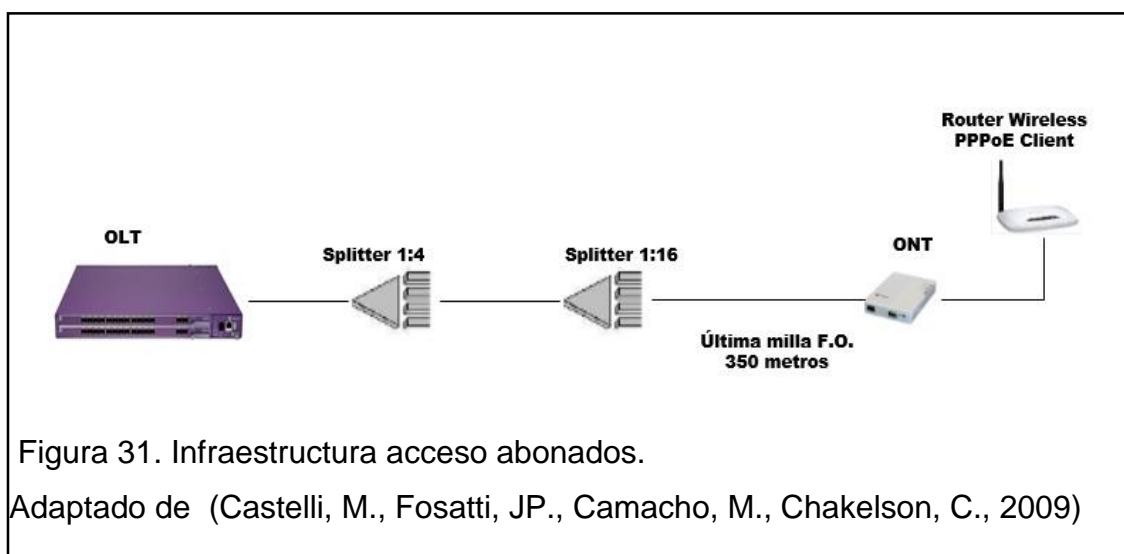 Router Wireless
PPPoE Client
OLT
Splitter 1:4
Splitter 1:16
ONT
Última milla F.O.
350 metros
Figura 31. Infraestructura acceso abonados.
Adaptado de (Castelli, M., Fosatti, JP., Camacho, M., Chakelson, C., 2009)